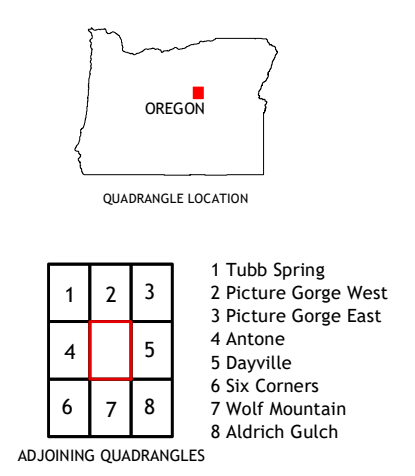 OREGON
QUADRANGLE LOCATION
1 2 3
4 5
6 7 8
1 Tubb Spring
2 Picture Gorge West
3 Picture Gorge East
4 Antone
5 Dayville
6 Six Corners
7 Wolf Mountain
8 Aldrich Gulch
ADJOINING QUADRANGLES